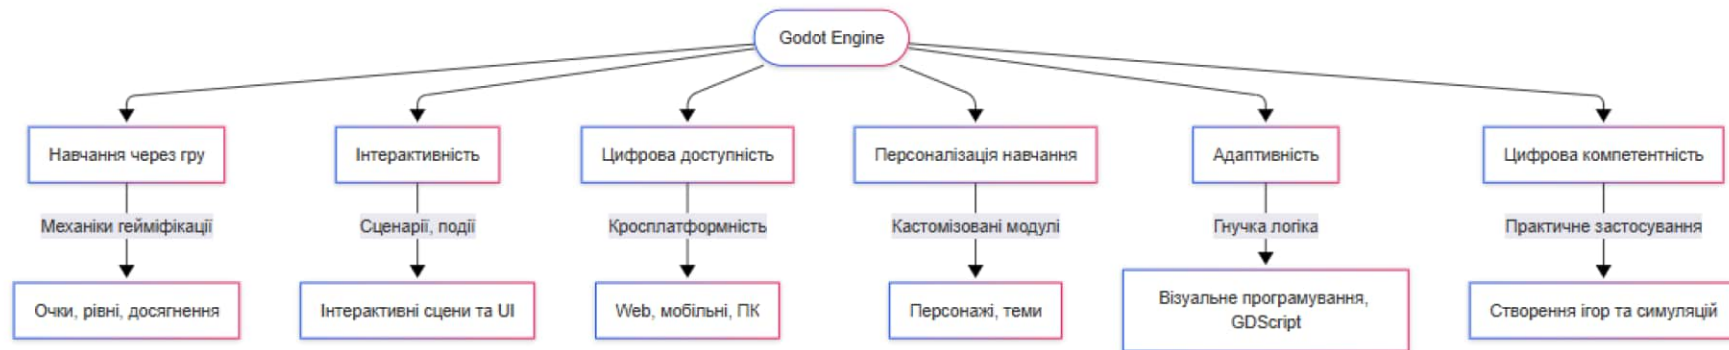 Godot Engine
Навчання через гру
Інтерактивність
Цифрова доступність
Персоналізація навчання
Адаптивність
Цифрова компетентність
Механіки гейміфікації
Сценарії, події
Кросплатформність
Кастомізовані модулі
Гнучка логіка
Практичне застосування
Очки, рівні, досягнення
Інтерактивні сцени та UI
Web, мобільні, ПК
Персонажі, теми
Візуальне програмування,
GDScript
Створення ігор та симуляцій